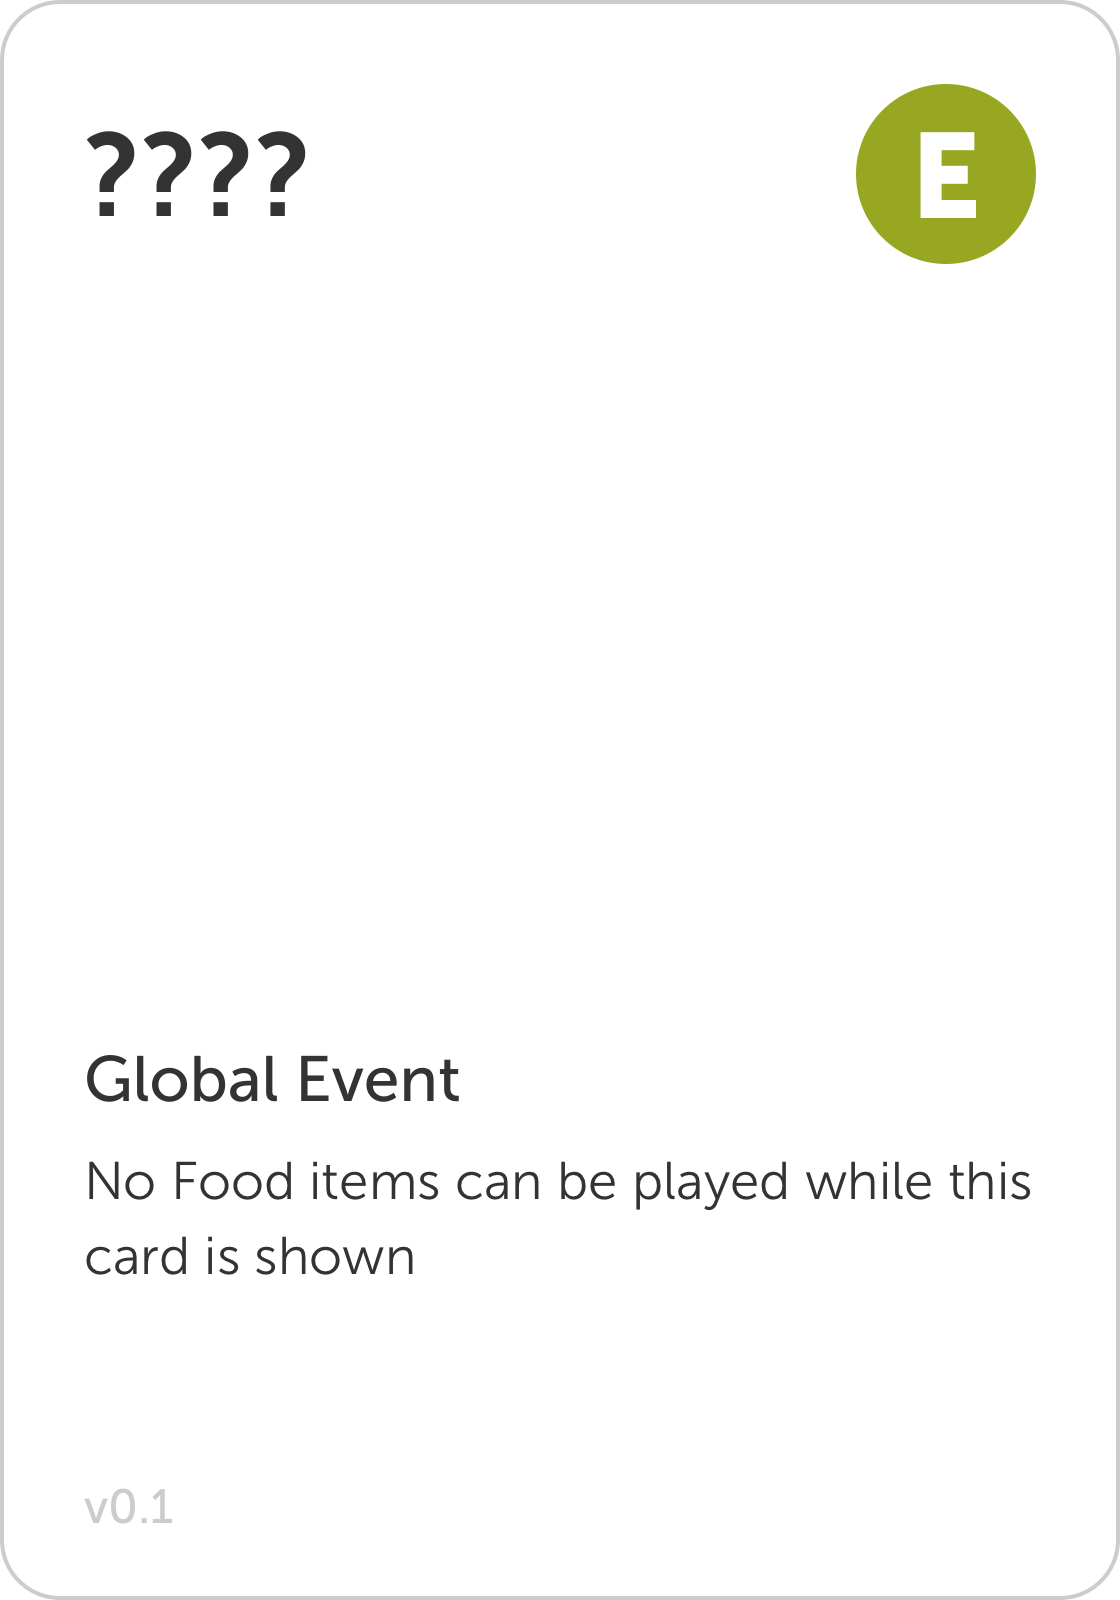 ????
E
Global Event
No Food items can be played while this
card is shown
v0.1